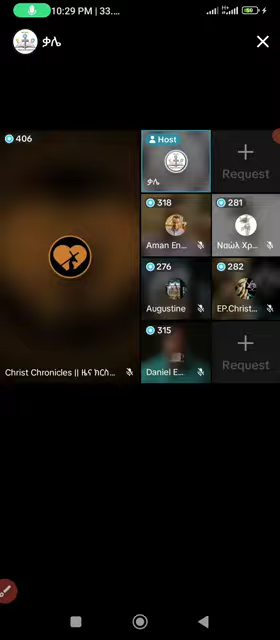 10:29 PM | 33....
ቃሌ
406
Host
ቃሌ
Request
318
Aman En...
281
Ναώλ Χρ...
276
Augustine
282
EP.Christ...
Christ Chronicles || ዜና ክርስ...
315
Daniel E...
Request